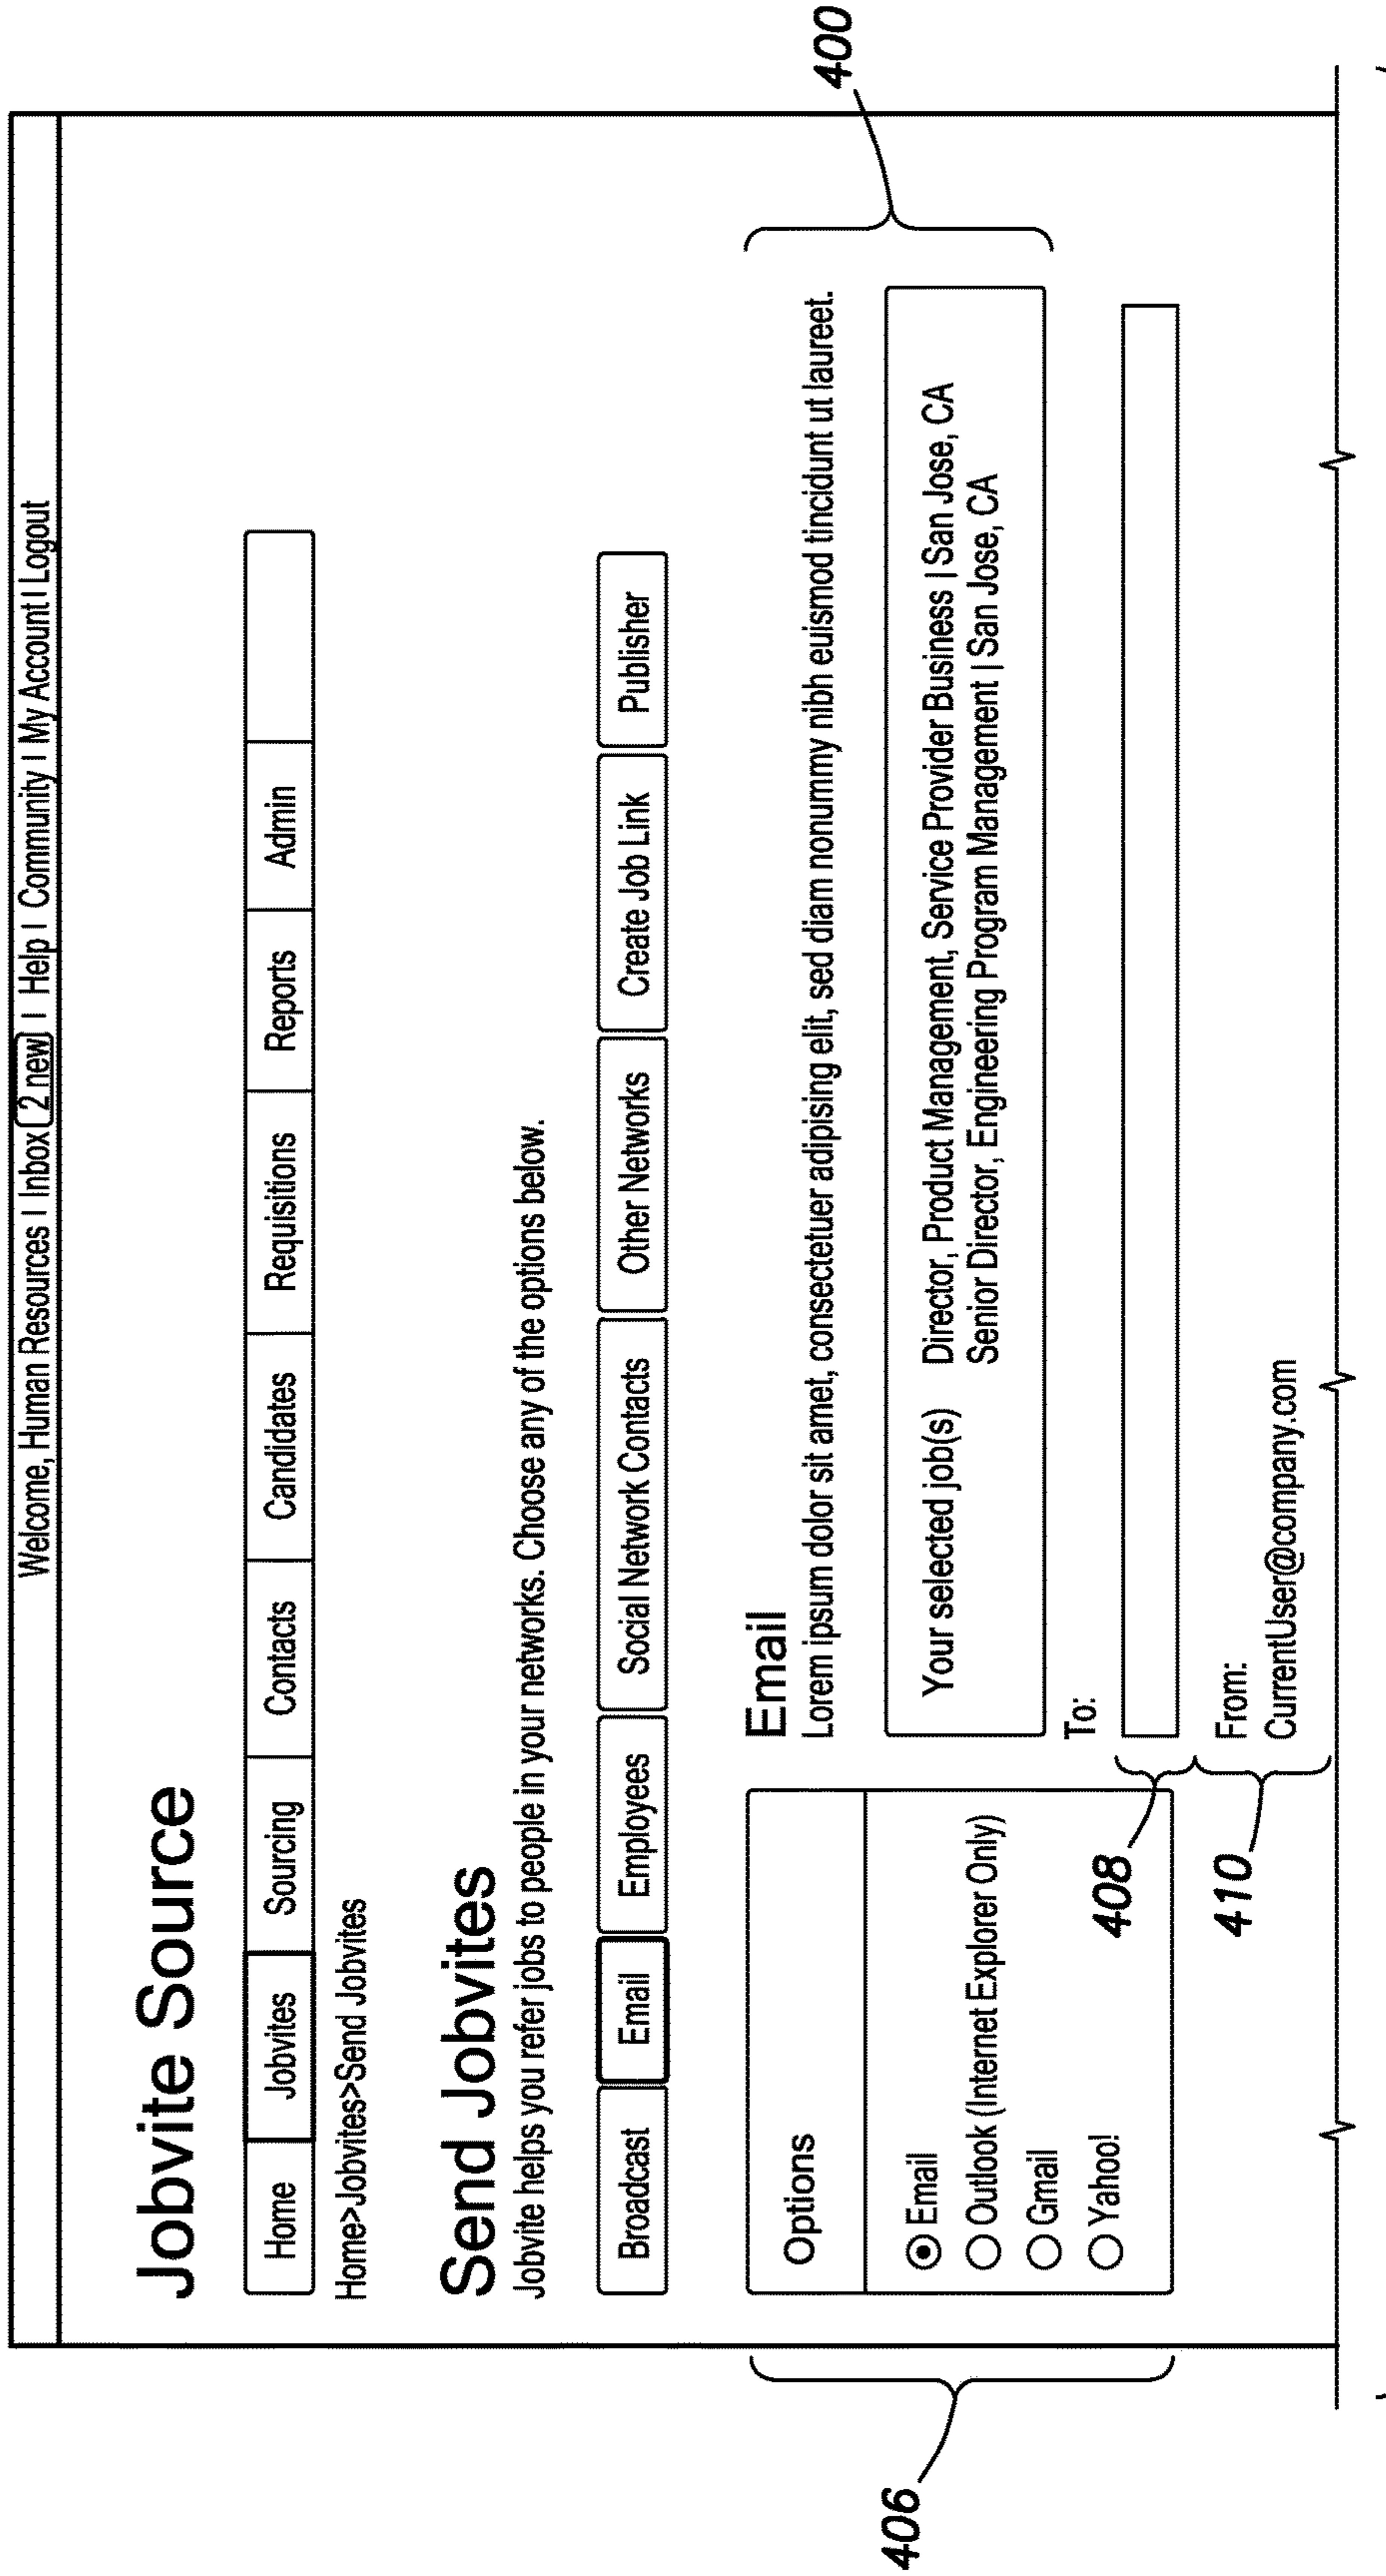 Welcome, Human Resources | Inbox 2 new | Help | Community | My Account | Logout
Jobvite Source
Home Jobvites Sourcing Contacts Candidates Requisitions Reports Admin
Home>Jobvites>Send Jobvites
Send Jobvites
Jobvite helps you refer jobs to people in your networks. Choose any of the options below.
Broadcast Email Employees Social Network Contacts Other Networks Create Job Link Publisher
406
Options
Email
Outlook (Internet Explorer Only)
Gmail
Yahoo!
Email
Lorem ipsum dolor sit amet, consectetuer adipising elit, sed diam nonummy nibh euismod tincidunt ut laureet.
400
Your selected job(s) Director, Product Management, Service Provider Business | San Jose, CA
Senior Director, Engineering Program Management | San Jose, CA
To:
408
From:
410
CurrentUser@company.com